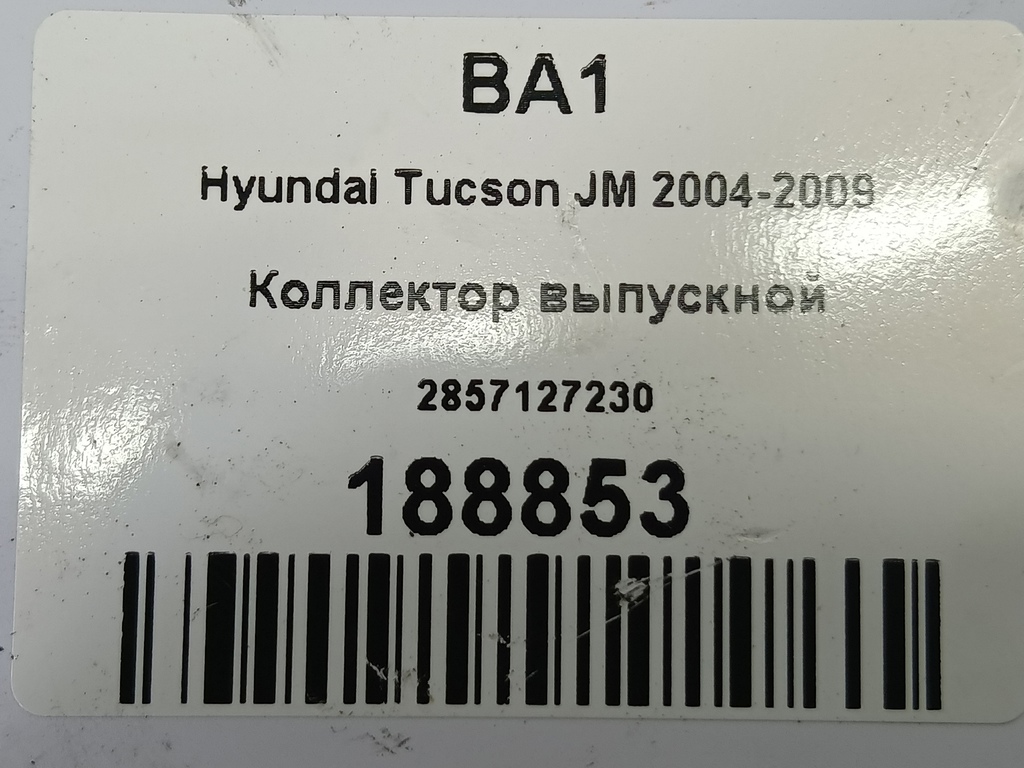 BA1
Hyundai Tucson JM 2004-2009
Коллектор выпускной
2857127230
188853